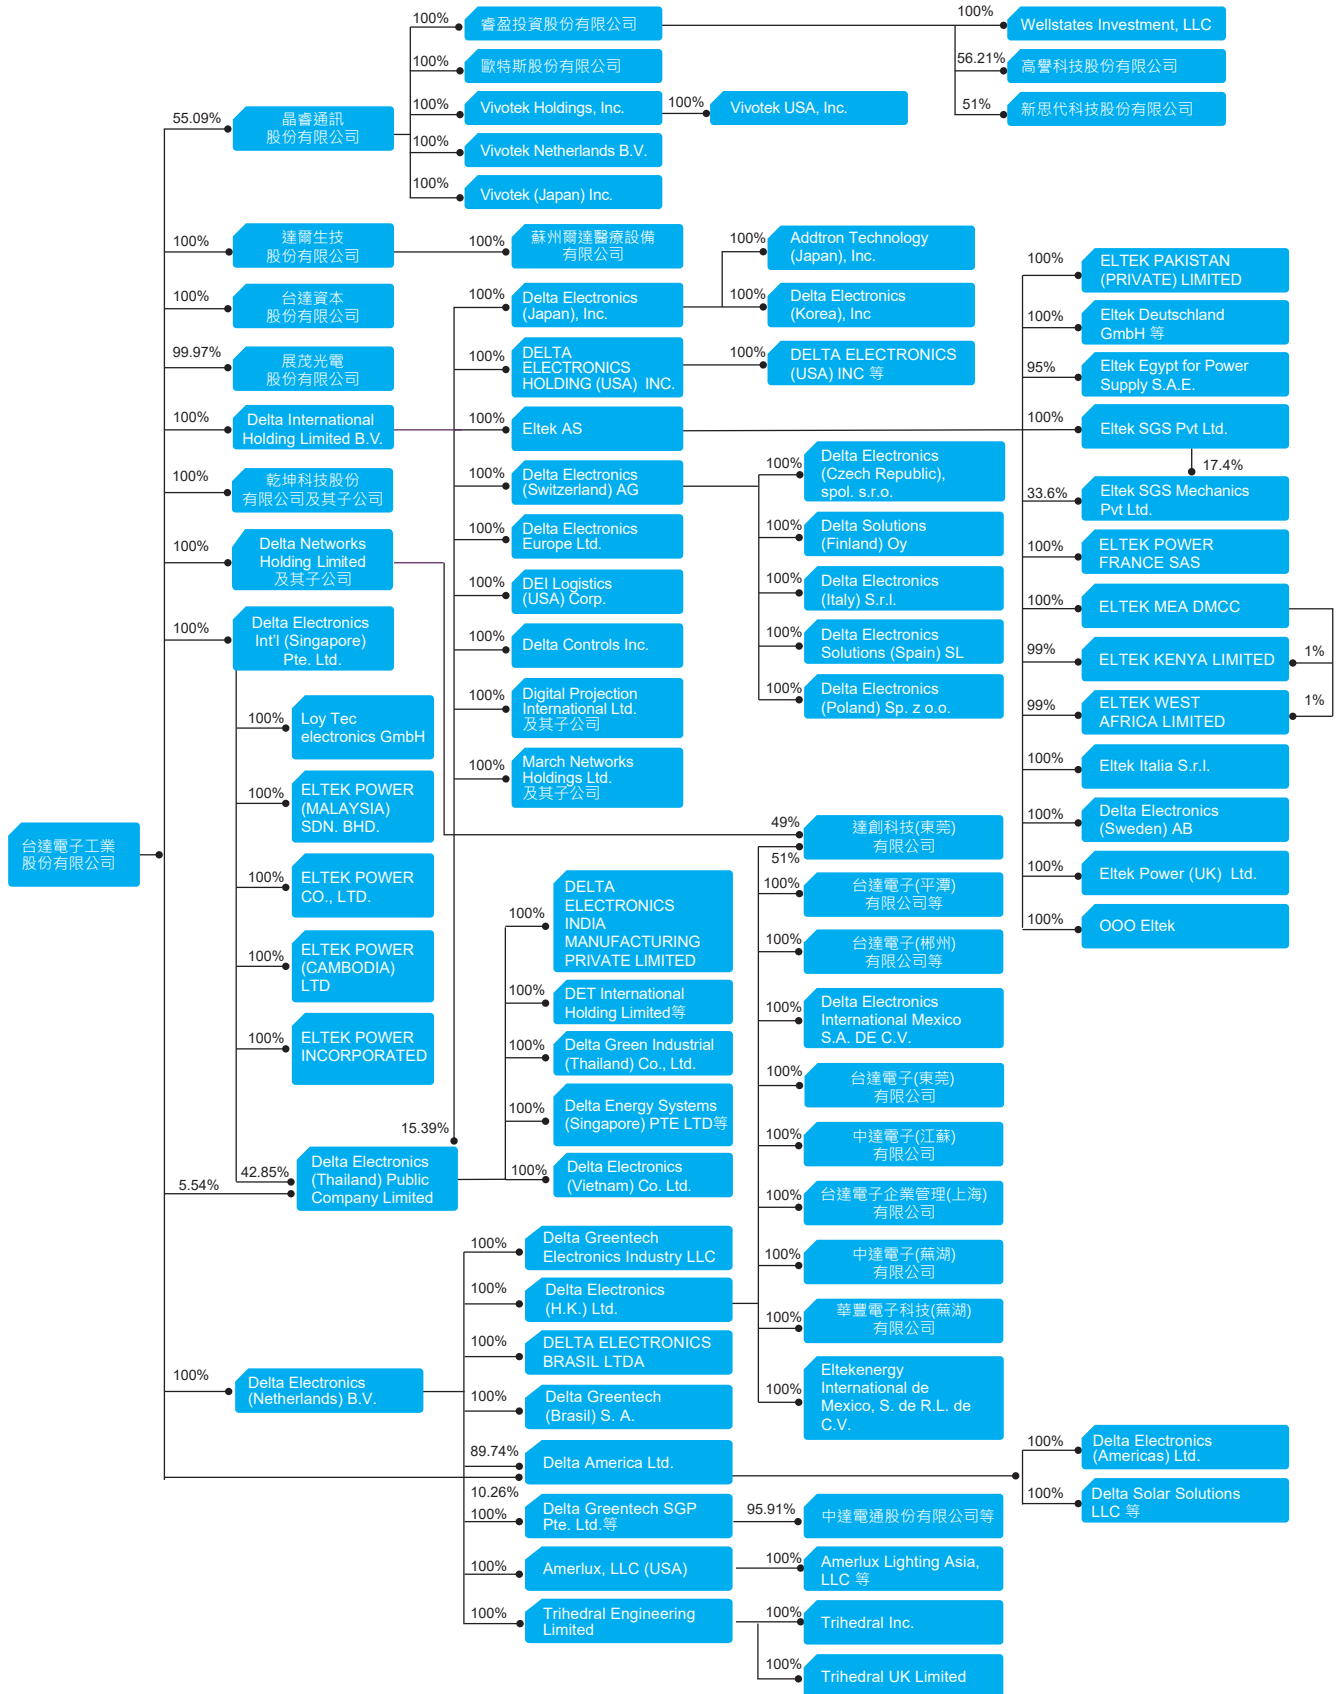 台達電子工業
股份有限公司
55.09%
晶睿通訊
股份有限公司
100%
睿盈投資股份有限公司
100%
Wellstates Investment, LLC
56.21%
高譽科技股份有限公司
51%
新思代科技股份有限公司
100%
歐特斯股份有限公司
100%
Vivotek Holdings, Inc.
100%
Vivotek USA, Inc.
100%
Vivotek Netherlands B.V.
100%
Vivotek (Japan) Inc.
100%
達爾生技
股份有限公司
100%
蘇州爾達醫療設備
有限公司
100%
台達資本
股份有限公司
99.97%
展茂光電
股份有限公司
100%
Delta International
Holding Limited B.V.
100%
Delta Electronics
(Japan), Inc.
100%
Addtron Technology
(Japan), Inc.
100%
Delta Electronics
(Korea), Inc
100%
DELTA
ELECTRONICS
HOLDING (USA) INC.
100%
DELTA ELECTRONICS
(USA) INC 等
100%
Eltek AS
100%
ELTEK PAKISTAN
(PRIVATE) LIMITED
100%
Eltek Deutschland
GmbH 等
95%
Eltek Egypt for Power
Supply S.A.E.
100%
Eltek SGS Pvt Ltd.
17.4%
33.6%
Eltek SGS Mechanics
Pvt Ltd.
100%
ELTEK POWER
FRANCE SAS
100%
ELTEK MEA DMCC
99%
ELTEK KENYA LIMITED
1%
99%
ELTEK WEST
AFRICA LIMITED
1%
100%
Eltek Italia S.r.l.
100%
Delta Electronics
(Sweden) AB
100%
Eltek Power (UK) Ltd.
100%
OOO Eltek
100%
Delta Electronics
(Switzerland) AG
100%
Delta Electronics
(Czech Republic),
spol. s.r.o.
100%
Delta Solutions
(Finland) Oy
100%
Delta Electronics
(Italy) S.r.l.
100%
Delta Electronics
Solutions (Spain) SL
100%
Delta Electronics
(Poland) Sp. z o.o.
100%
Delta Electronics
Europe Ltd.
100%
DEI Logistics
(USA) Corp.
100%
Delta Controls Inc.
100%
Digital Projection
International Ltd.
及其子公司
100%
March Networks
Holdings Ltd.
及其子公司
15.39%
100%
乾坤科技股份
有限公司及其子公司
100%
Delta Networks
Holding Limited
及其子公司
100%
Delta Electronics
Int'l (Singapore)
Pte. Ltd.
100%
Loy Tec
electronics GmbH
100%
ELTEK POWER
(MALAYSIA)
SDN. BHD.
100%
ELTEK POWER
CO., LTD.
100%
ELTEK POWER
(CAMBODIA)
LTD
100%
ELTEK POWER
INCORPORATED
42.85%
5.54%
Delta Electronics
(Thailand) Public
Company Limited
100%
DELTA
ELECTRONICS
INDIA
MANUFACTURING
PRIVATE LIMITED
100%
DET International
Holding Limited等
100%
Delta Green Industrial
(Thailand) Co., Ltd.
100%
Delta Energy Systems
(Singapore) PTE LTD等
100%
Delta Electronics
(Vietnam) Co. Ltd.
100%
Delta Electronics
(Netherlands) B.V.
100%
Delta Greentech
Electronics Industry LLC
100%
Delta Electronics
(H.K.) Ltd.
49%
達創科技(東莞)
有限公司
51%
100%
台達電子(平潭)
有限公司等
100%
台達電子(郴州)
有限公司等
100%
Delta Electronics
International Mexico
S.A. DE C.V.
100%
台達電子(東莞)
有限公司
100%
中達電子(江蘇)
有限公司
100%
台達電子企業管理(上海)
有限公司
100%
中達電子(蕪湖)
有限公司
100%
華豐電子科技(蕪湖)
有限公司
100%
Eltekenergy
International de
Mexico, S. de R.L. de
C.V.
100%
DELTA ELECTRONICS
BRASIL LTDA
100%
Delta Greentech
(Brasil) S. A.
89.74%
Delta America Ltd.
10.26%
100%
Delta Electronics
(Americas) Ltd.
100%
Delta Solar Solutions
LLC 等
100%
Delta Greentech SGP
Pte. Ltd.等
95.91%
中達電通股份有限公司等
100%
Amerlux, LLC (USA)
100%
Amerlux Lighting Asia,
LLC 等
100%
Trihedral Engineering
Limited
100%
Trihedral Inc.
100%
Trihedral UK Limited